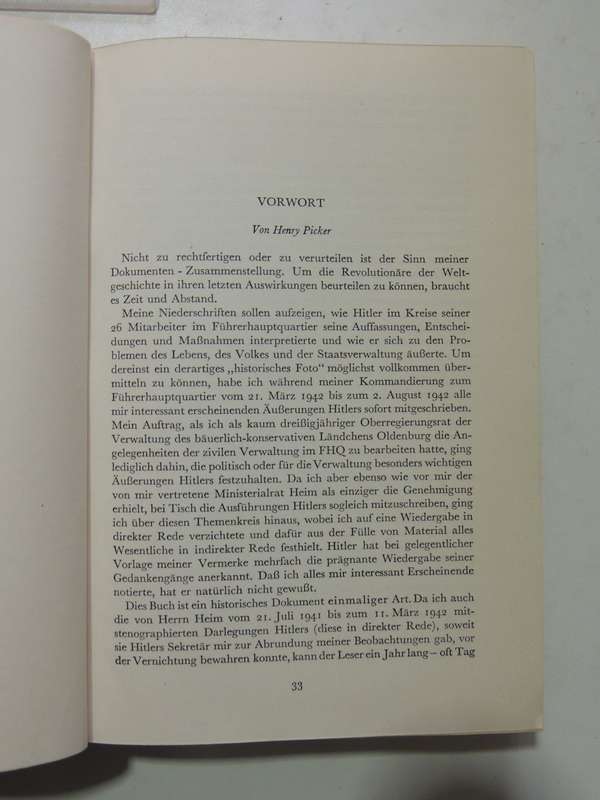 VORWORT
Von Henry Picker
Nicht zu rechtfertigen oder zu verurteilen ist der Sinn meiner
Dokumenten - Zusammenstellung. Um die Revolutionäre der Welt-
geschichte in ihren letzten Auswirkungen beurteilen zu können, braucht
es Zeit und Abstand.
Meine Niederschriften sollen aufzeigen, wie Hitler im Kreise seiner
26 Mitarbeiter im Führerhauptquartier seine Auffassungen, Entschei-
dungen und Maßnahmen interpretierte und wie er sich zu den Pro-
blemen des Lebens, des Volkes und der Staatsverwaltung äußerte. Um
dereinst ein derartiges „historisches Foto“ möglichst vollkommen über-
mitteln zu können, habe ich während meiner Kommandierung zum
Führerhauptquartier vom 21. März 1942 bis zum 2. August 1942 alle
mir interessant erscheinenden Äußerungen Hitlers sofort mitgeschrieben.
Mein Auftrag, als ich als kaum dreißigjähriger Oberregierungsrat der
Verwaltung des bäuerlich-konservativen Ländchens Oldenburg die An-
gelegenheiten der zivilen Verwaltung im FHQ zu bearbeiten hatte, ging
lediglich dahin, die politisch oder für die Verwaltung besonders wichtigen
Äußerungen Hitlers festzuhalten. Da ich aber ebenso wie vor mir der
von mir vertretene Ministerialrat Heim als einziger die Genehmigung
erhielt, bei Tisch die Ausführungen Hitlers sogleich mitzuschreiben, ging
ich über diesen Themenkreis hinaus, wobei ich auf eine Wiedergabe in
direkter Rede verzichtete und dafür aus der Fülle von Material alles
Wesentliche in indirekter Rede festhielt. Hitler hat bei gelegentlicher
Vorlage meiner Vermerke mehrfach die prägnante Wiedergabe seiner
Gedankengänge anerkannt. Daß ich alles mir interessant Erscheinende
notierte, hat er natürlich nicht gewußt.
Dies Buch ist ein historisches Dokument einmaliger Art. Da ich auch
die von Herrn Heim vom 21. Juli 1941 bis zum 11. März 1942 mit-
stenographierten Darlegungen Hitlers (diese in direkter Rede), soweit
sie Hitlers Sekretär mir zur Abrundung meiner Beobachtungen gab, vor
der Vernichtung bewahren konnte, kann der Leser ein Jahr lang – oft Tag
33